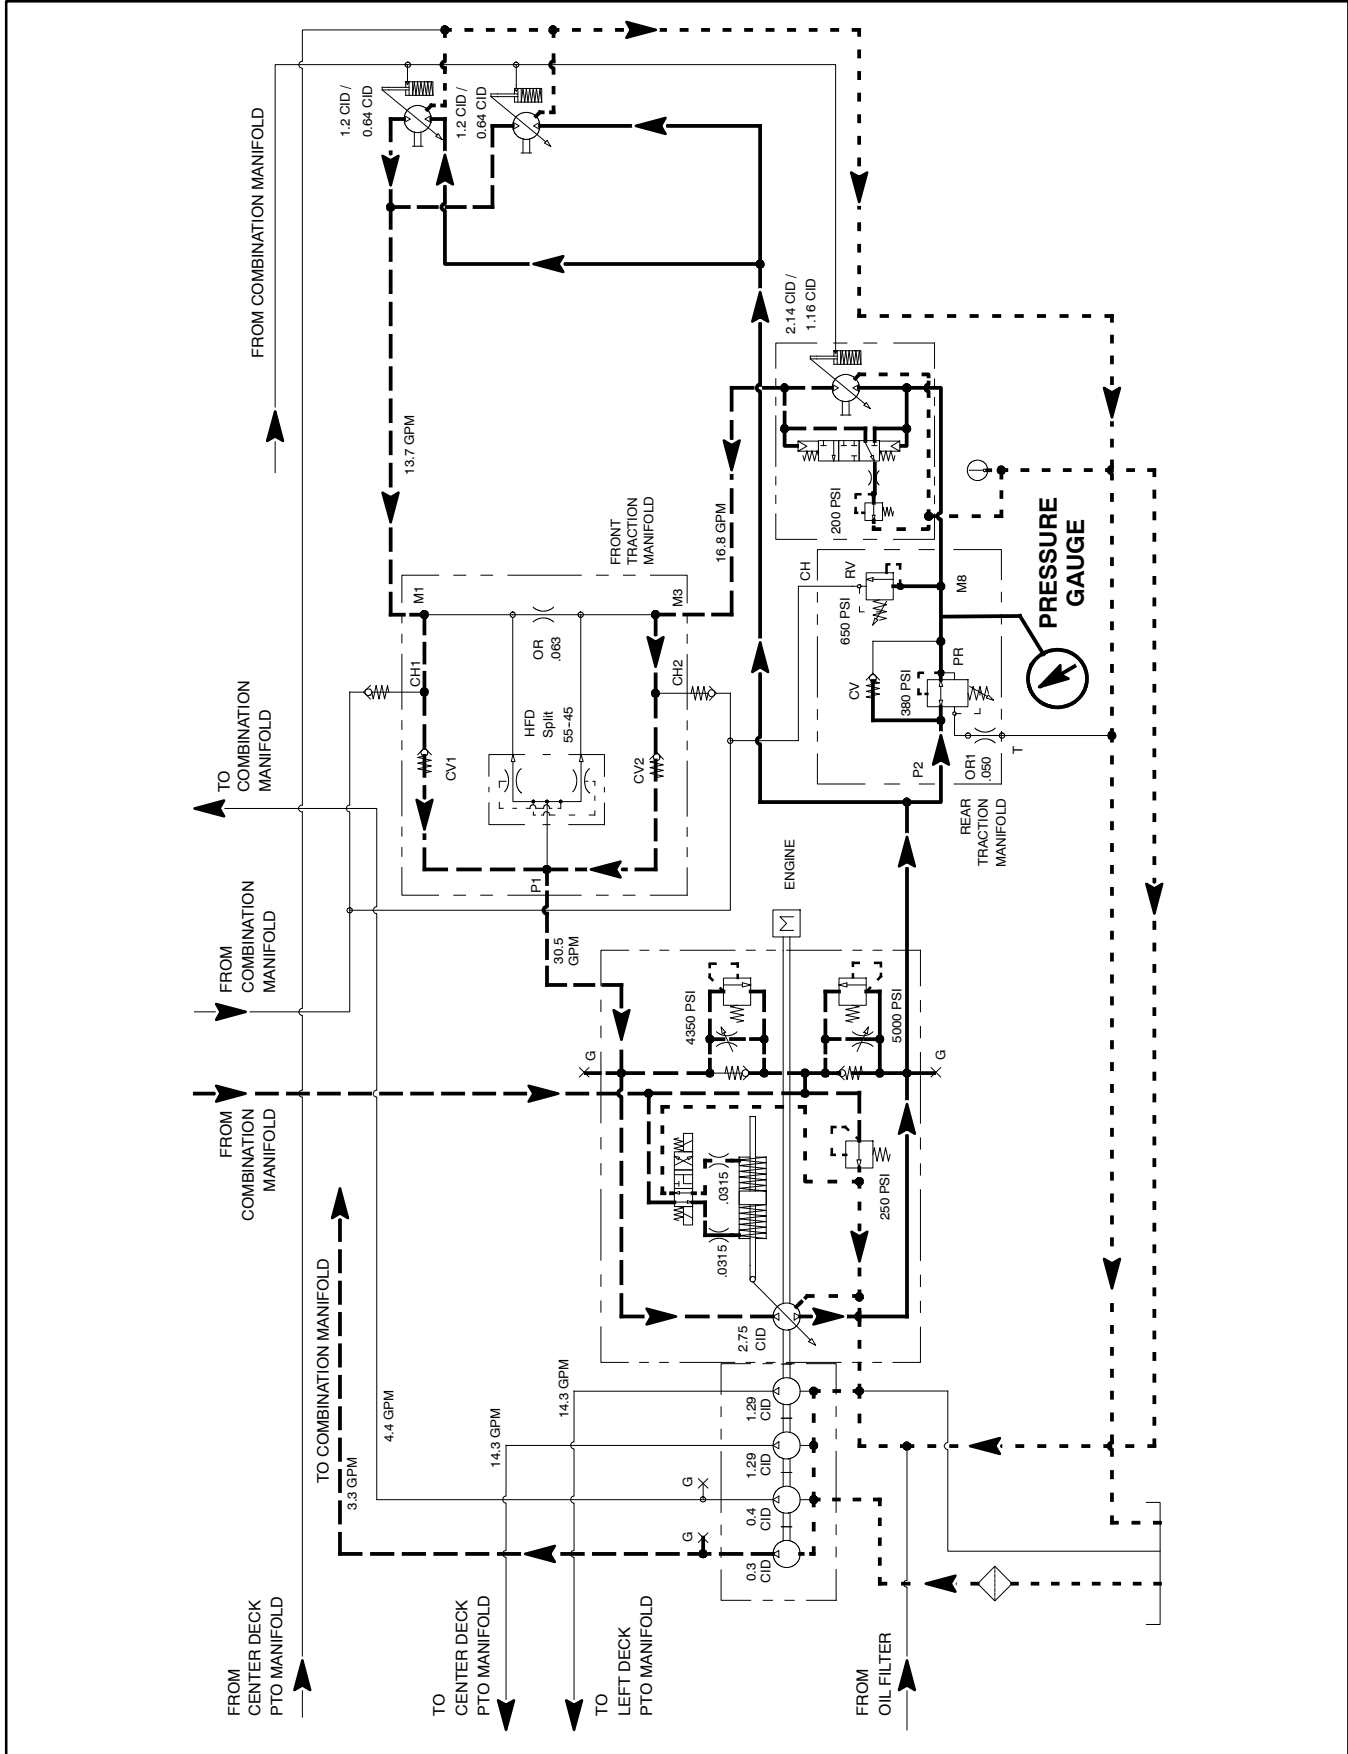 FROM
CENTER DECK
PTO MANIFOLD
TO
CENTER DECK
PTO MANIFOLD
TO
LEFT DECK
PTO MANIFOLD
FROM
OIL FILTER
TO COMBINATION MANIFOLD
3.3 GPM
4.4 GPM
14.3 GPM
14.3 GPM
G
G
0.3
CID
0.4
CID
1.29
CID
1.29
CID
2.75
CID
FROM
COMBINATION
MANIFOLD
FROM
COMBINATION
MANIFOLD
TO
COMBINATION
MANIFOLD
.0315
.0315
250 PSI
G
G
4350 PSI
5000 PSI
30.5
GPM
M
ENGINE
P1
CV1
CV2
HFD
Split
55-45
CH1
CH2
OR
.063
M1
M3
FRONT
TRACTION
MANIFOLD
13.7 GPM
16.8 GPM
REAR
TRACTION
MANIFOLD
P2
OR1
.050
T
CV
380 PSI
PR
650 PSI
RV
CH
M8
PRESSURE
GAUGE
200 PSI
2.14 CID /
1.16 CID
FROM COMBINATION MANIFOLD
1.2 CID /
0.64 CID
1.2 CID /
0.64 CID